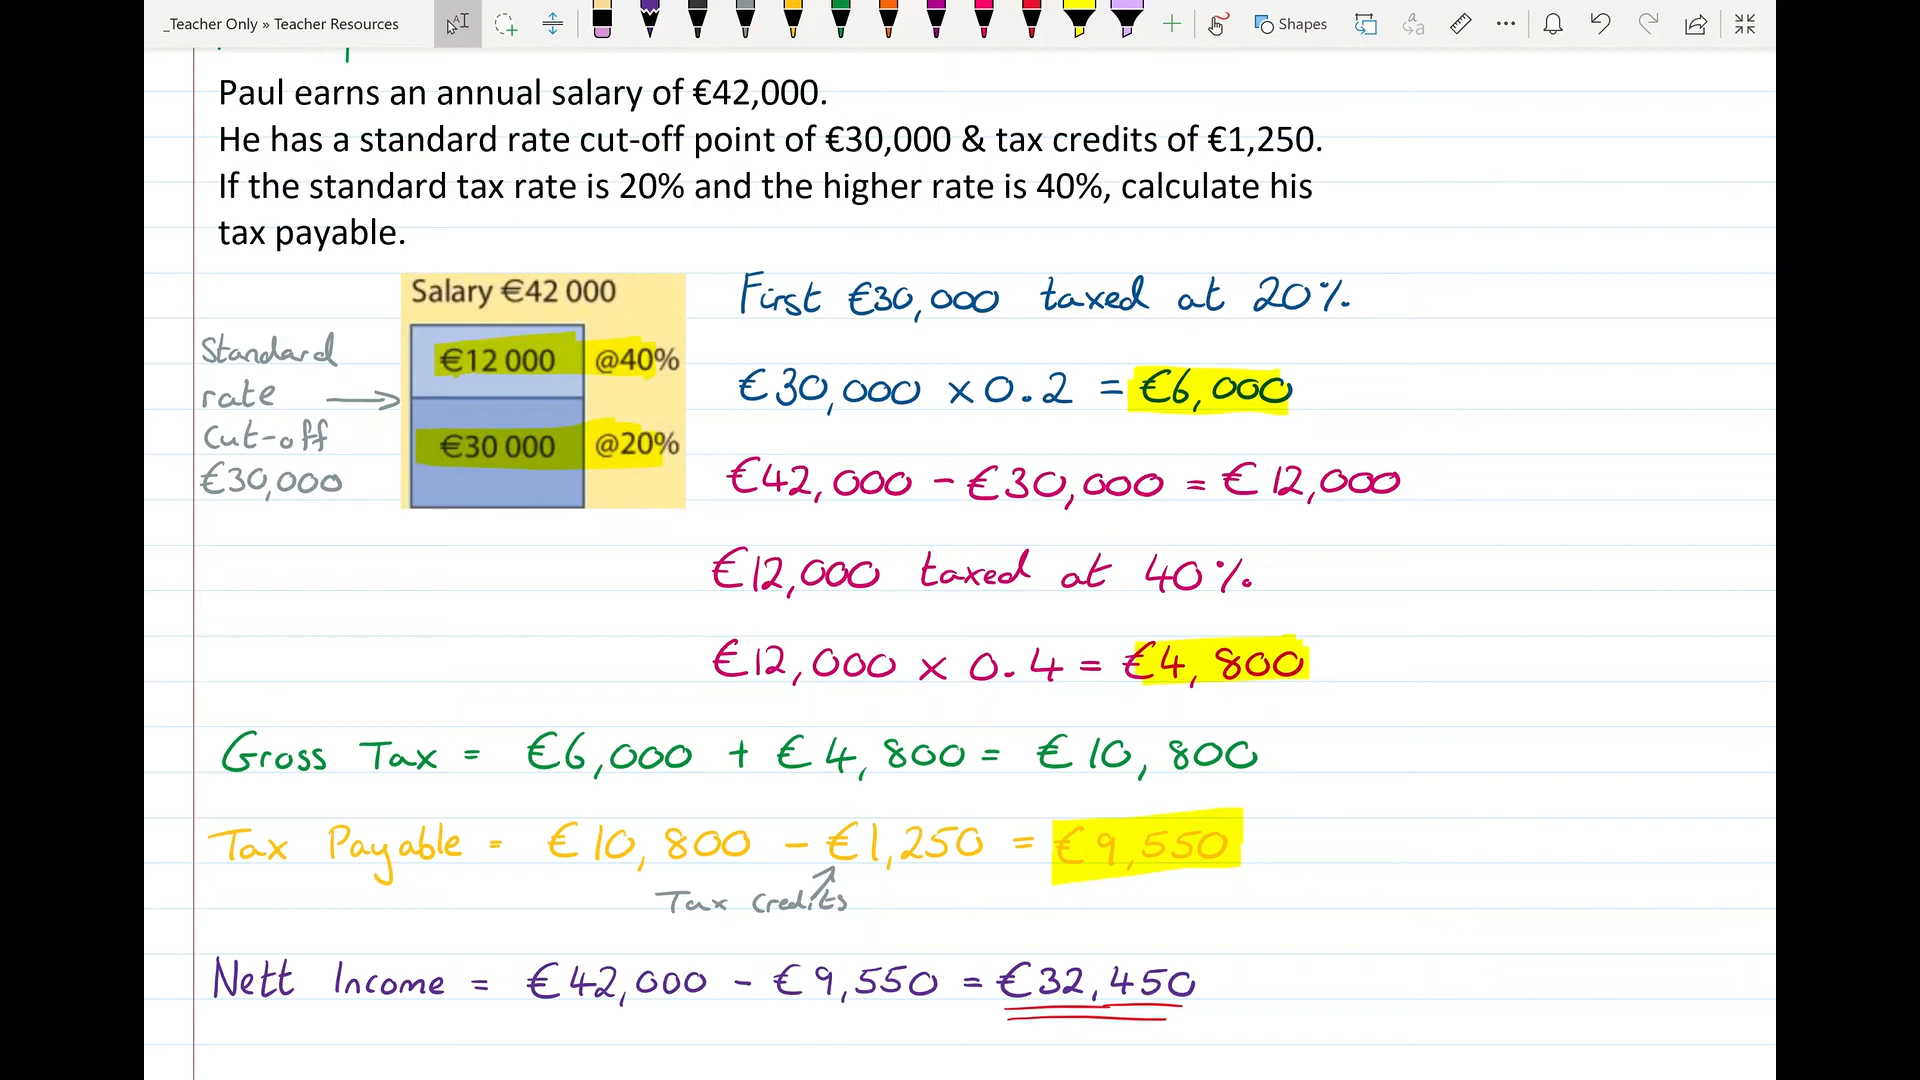 _Teacher Only » Teacher Resources
Shapes
Paul earns an annual salary of €42,000.
He has a standard rate cut-off point of €30,000 & tax credits of €1,250.
If the standard tax rate is 20% and the higher rate is 40%, calculate his
tax payable.
Salary €42 000
€12 000 @40%
€30 000 @20%
Standard
rate
Cut-off
€30,000
First €30,000 taxed at 20%.
€30,000 x 0.2 = €6,000
€42,000 - €30,000 = €12,000
€12,000 taxed at 40%.
€12,000 x 0.4 = €4,800
Gross Tax = €6,000 + €4,800 = €10,800
Tax Payable = €10,800 - €1,250 = €9,550
Tax Credits
Nett Income = €42,000 - €9,550 = €32,450